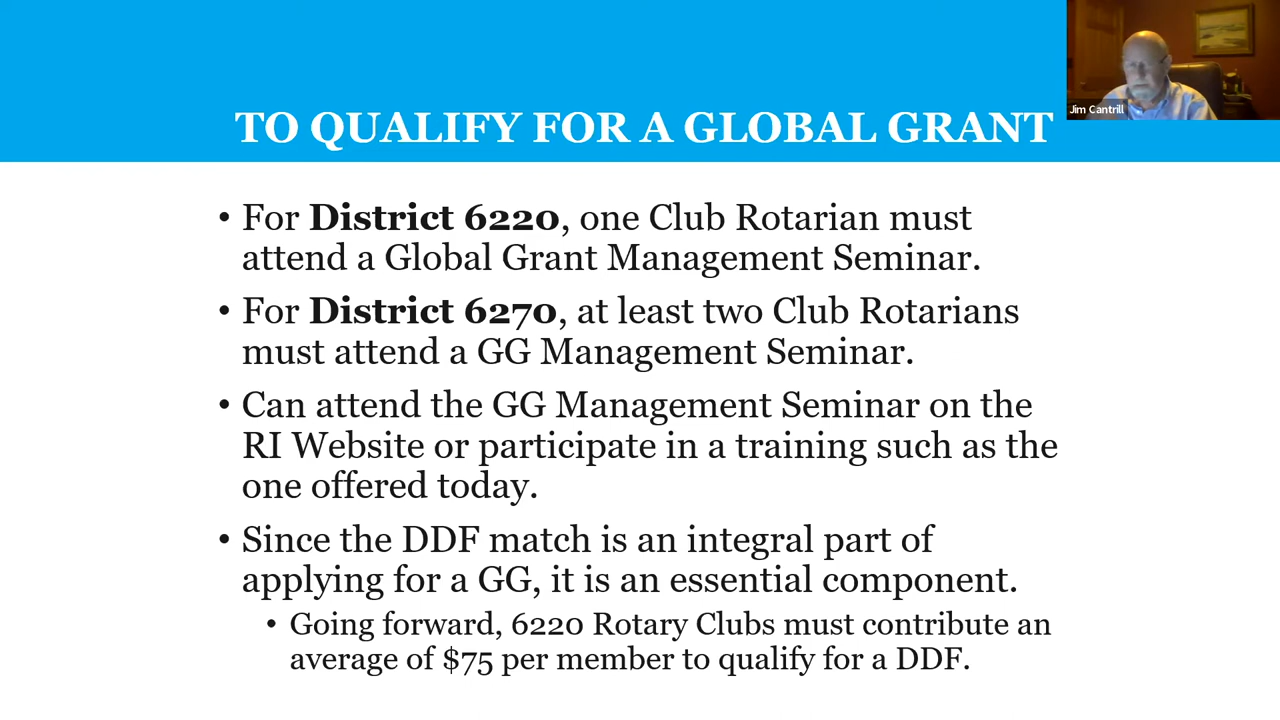 Jim Cantrill
TO QUALIFY FOR A GLOBAL GRANT
• For District 6220, one Club Rotarian must
attend a Global Grant Management Seminar.
• For District 6270, at least two Club Rotarians
must attend a GG Management Seminar.
• Can attend the GG Management Seminar on the
RI Website or participate in a training such as the
one offered today.
• Since the DDF match is an integral part of
applying for a GG, it is an essential component.
• Going forward, 6220 Rotary Clubs must contribute an
average of $75 per member to qualify for a DDF.